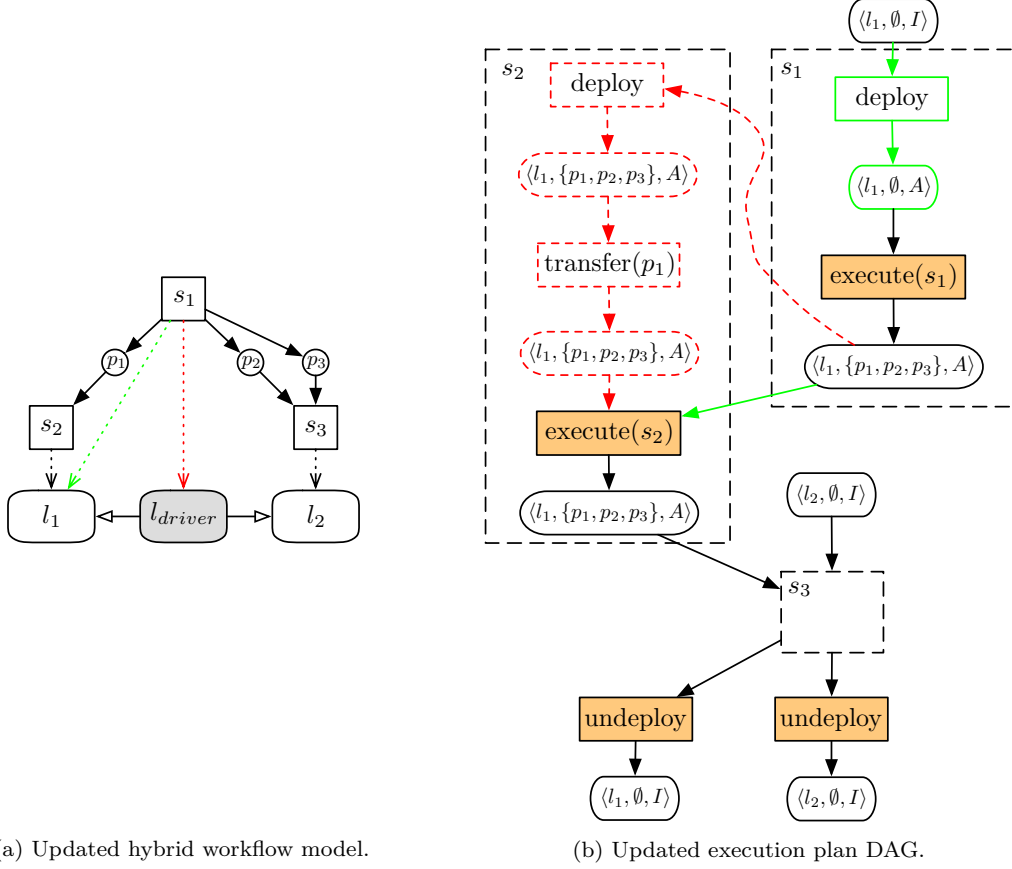 s₁
p₁
p₂
p₃
s₂
s₃
l₁
l_driver
l₂
(a) Updated hybrid workflow model.
s₂
deploy
⟨l₁, {p₁, p₂, p₃}, A⟩
transfer(p₁)
⟨l₁, {p₁, p₂, p₃}, A⟩
execute(s₂)
⟨l₁, {p₁, p₂, p₃}, A⟩
⟨l₁, ∅, I⟩
s₁
deploy
⟨l₁, ∅, A⟩
execute(s₁)
⟨l₁, {p₁, p₂, p₃}, A⟩
⟨l₂, ∅, I⟩
s₃
undeploy
undeploy
⟨l₁, ∅, I⟩
⟨l₂, ∅, I⟩
(b) Updated execution plan DAG.